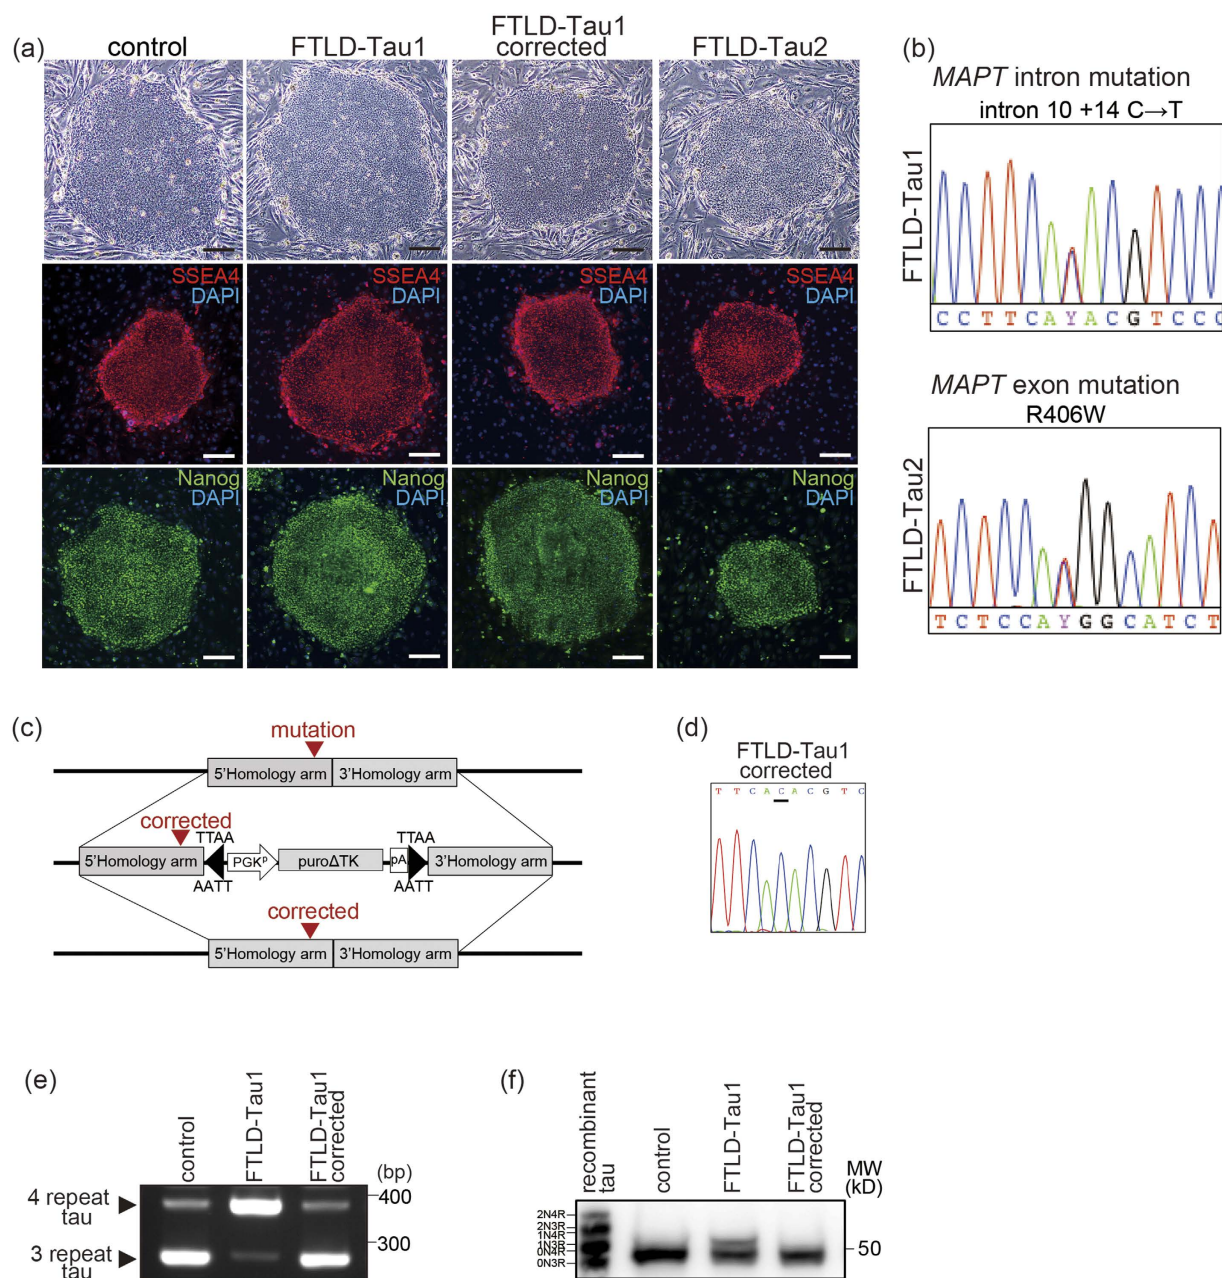 (a)
control
FTLD-Tau1
FTLD-Tau1
corrected
FTLD-Tau2
SSEA4
DAPI
SSEA4
DAPI
SSEA4
DAPI
SSEA4
DAPI
Nanog
DAPI
Nanog
DAPI
Nanog
DAPI
Nanog
DAPI
(b)
MAPT intron mutation
intron 10 +14 C→T
FTLD-Tau1
C C T T C A Y A C G T C C C
MAPT exon mutation
R406W
FTLD-Tau2
T C T C C A Y G G C A T C T
(c)
mutation
5'Homology arm
3'Homology arm
corrected
TTAA
TTAA
5'Homology arm
PGKᵖ
puroΔTK
pA
3'Homology arm
AATT
AATT
corrected
5'Homology arm
3'Homology arm
(d)
FTLD-Tau1
corrected
T T C A C A C G T C
(e)
control
FTLD-Tau1
FTLD-Tau1
corrected
(bp)
4 repeat
tau
400
3 repeat
tau
300
(f)
recombinant
tau
control
FTLD-Tau1
FTLD-Tau1
corrected
MW
(kD)
2N4R
2N3R
1N4R
1N3R
0N4R
0N3R
50